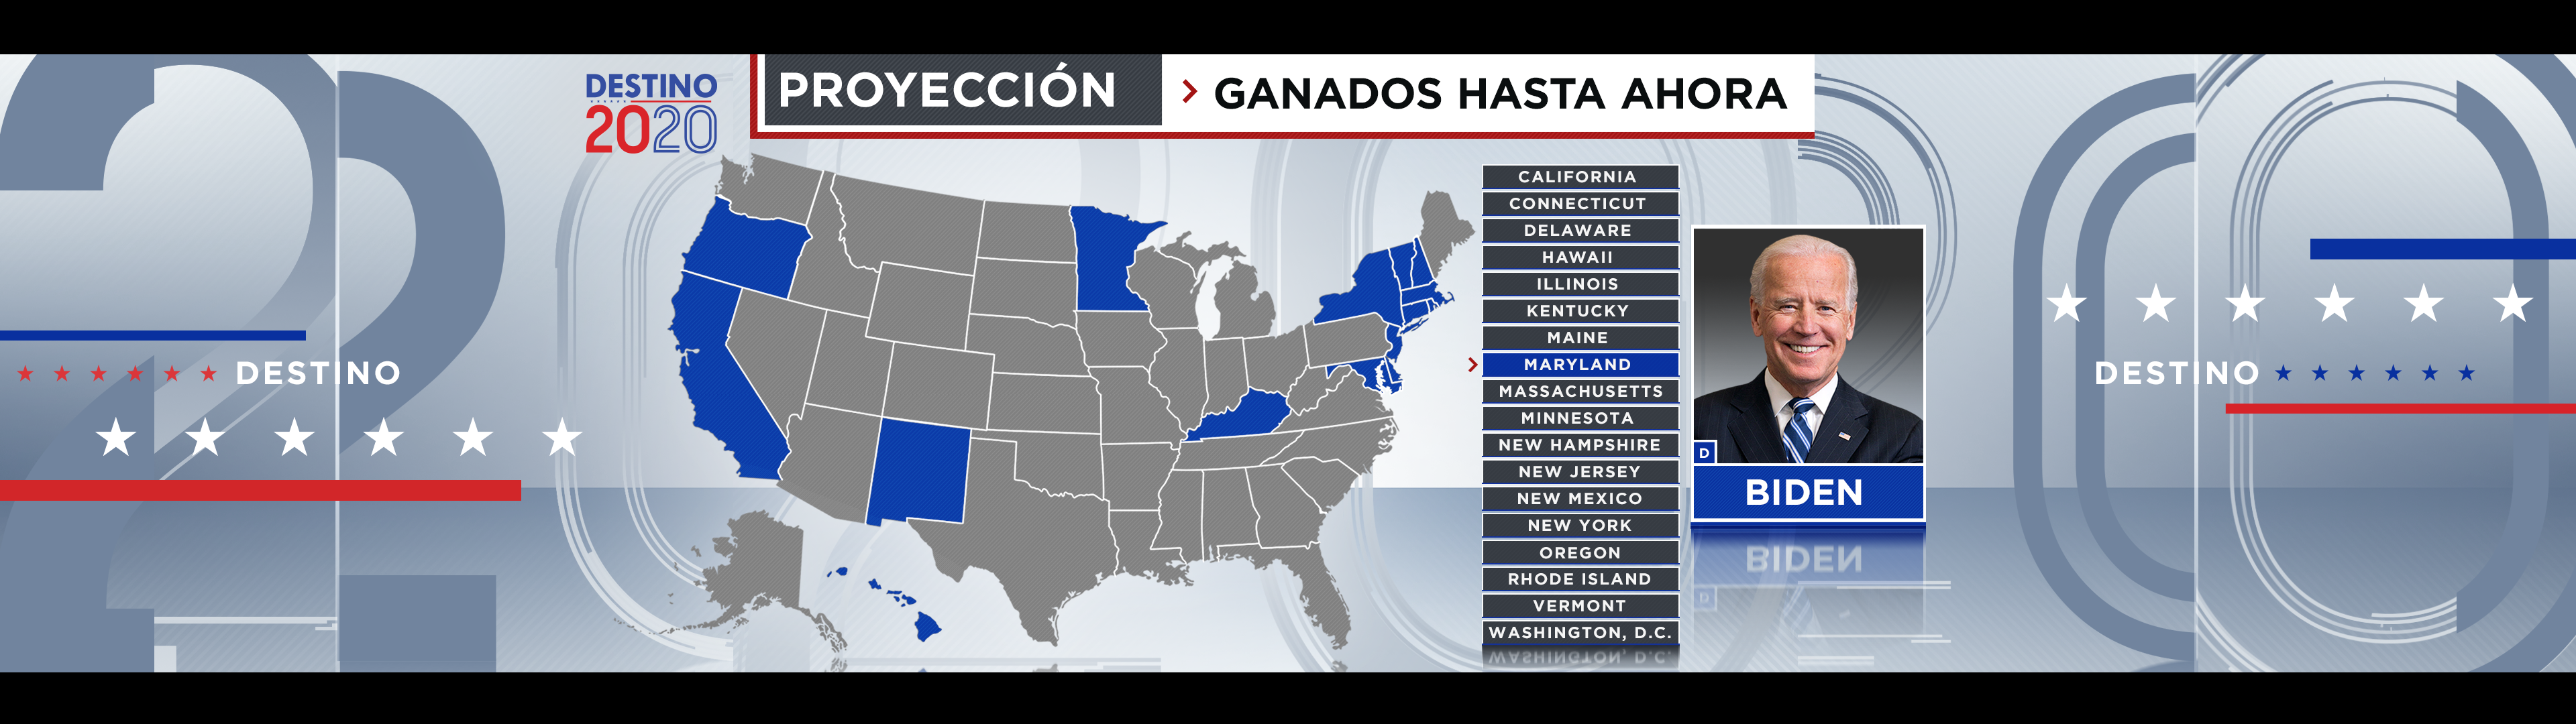 DESTINO
2020
PROYECCIÓN
GANADOS HASTA AHORA
CALIFORNIA
CONNECTICUT
DELAWARE
HAWAII
ILLINOIS
KENTUCKY
MAINE
MARYLAND
MASSACHUSETTS
MINNESOTA
NEW HAMPSHIRE
NEW JERSEY
NEW MEXICO
NEW YORK
OREGON
RHODE ISLAND
VERMONT
WASHINGTON, D.C.
D
BIDEN
DESTINO
DESTINO